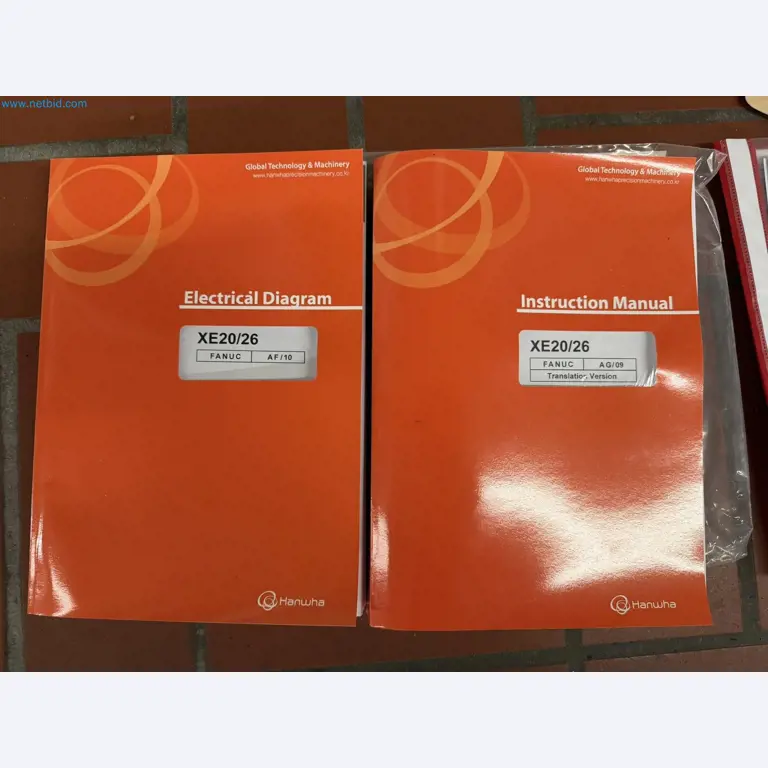 www.netbid.com
Global Technology & Machinery
www.hanwhaprecisionmachinery.co.kr
Electrical Diagram
XE20/26
FANUC AF/10
Hanwha
Global Technology & Machinery
www.hanwhaprecisionmachinery.co.kr
Instruction Manual
XE20/26
FANUC AG/09
Translation Version
Hanwha